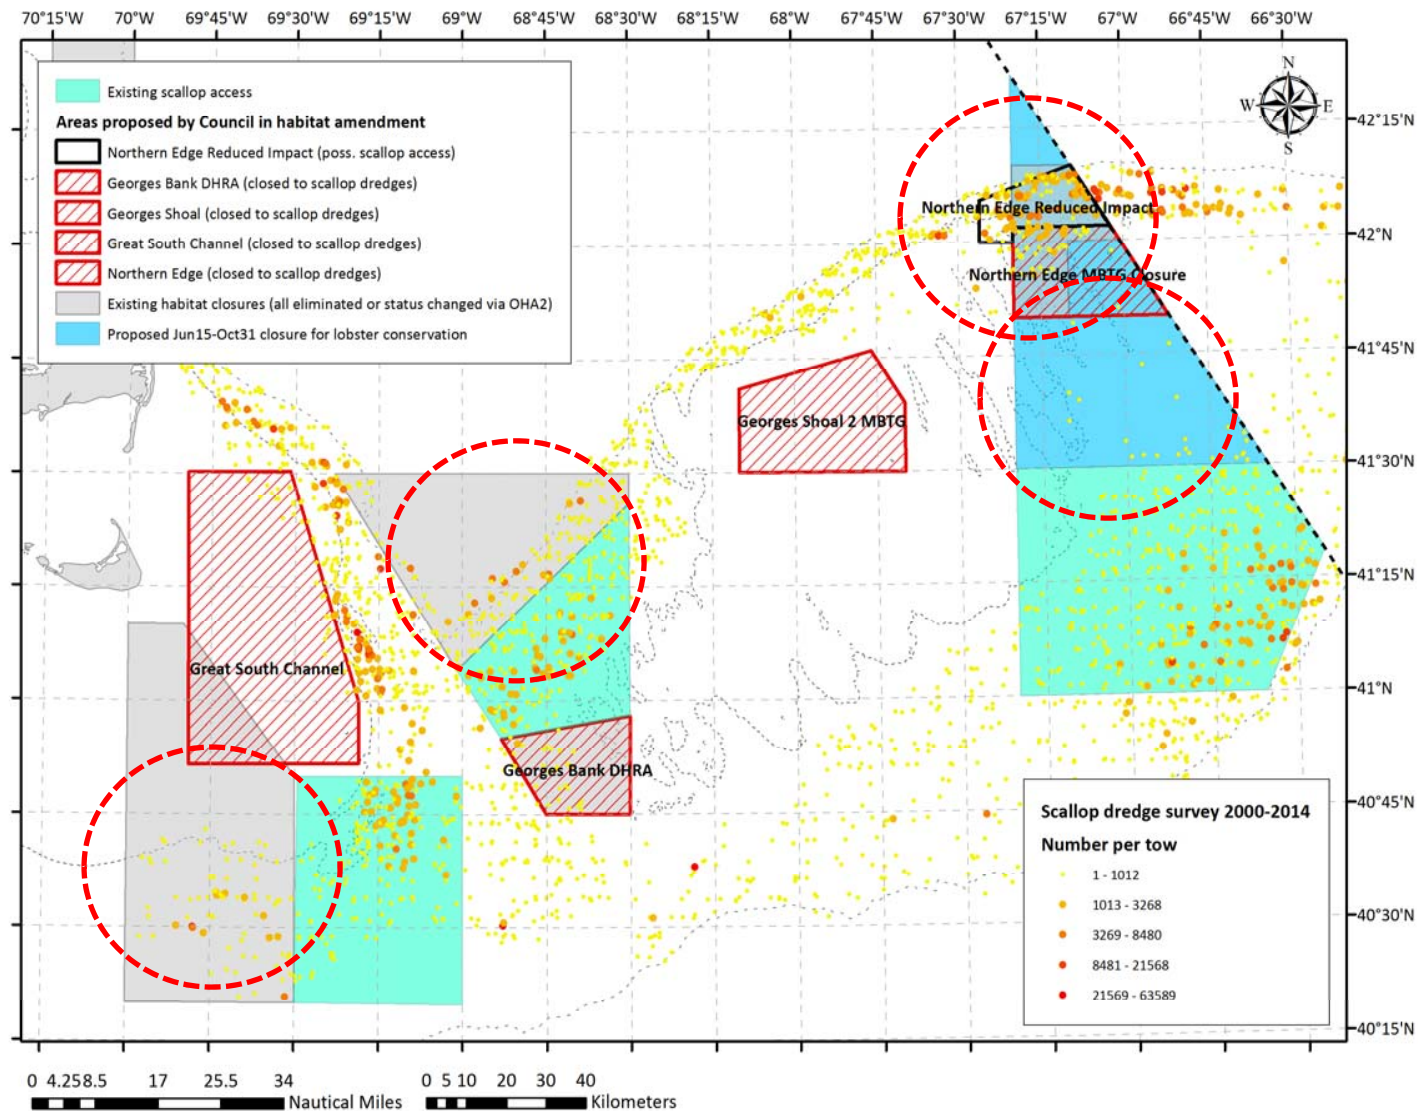 70°15'W 70°W 69°45'W 69°30'W 69°15'W 69°W 68°45'W 68°30'W 68°15'W 68°W 67°45'W 67°30'W 67°15'W 67°W 66°45'W 66°30'W
Existing scallop access
Areas proposed by Council in habitat amendment
Northern Edge Reduced Impact (poss. scallop access)
Georges Bank DHRA (closed to scallop dredges)
Georges Shoal (closed to scallop dredges)
Great South Channel (closed to scallop dredges)
Northern Edge (closed to scallop dredges)
Existing habitat closures (all eliminated or status changed via OHA2)
Proposed Jun15-Oct31 closure for lobster conservation
N
W E
S
42°15'N
42°N
41°45'N
41°30'N
41°15'N
41°N
40°45'N
40°30'N
40°15'N
Northern Edge Reduced Impact
Northern Edge MBTG Closure
Georges Shoal 2 MBTG
Great South Channel
Georges Bank DHRA
Scallop dredge survey 2000-2014
Number per tow
1 - 1012
1013 - 3268
3269 - 8480
8481 - 21568
21569 - 63589
0 4.25 8.5 17 25.5 34
Nautical Miles
0 5 10 20 30 40
Kilometers